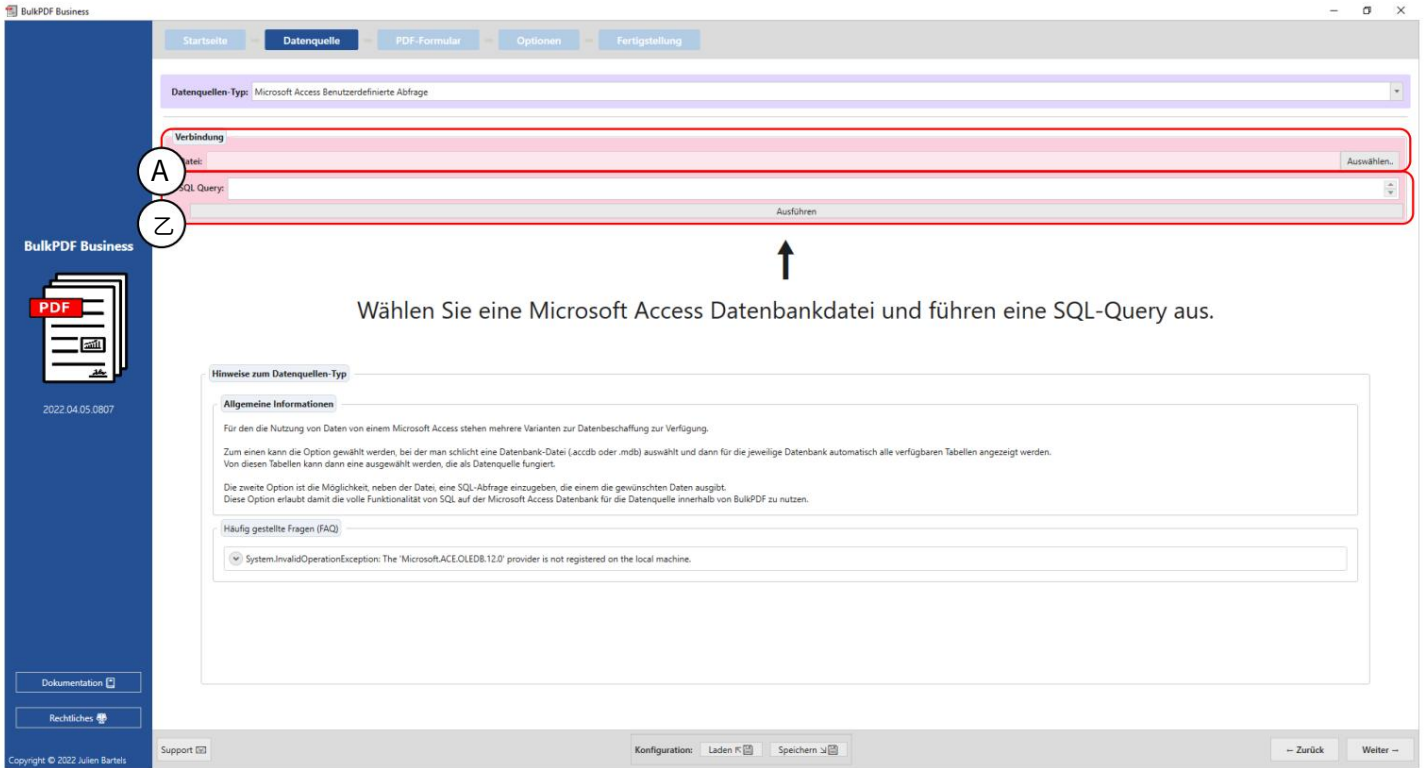 BulkPDF Business
Startseite Datenquelle PDF-Formular Optionen Fertigstellung
Datenquellen-Typ: Microsoft Access Benutzerdefinierte Abfrage
Verbindung
A
Datei: Auswählen..
SQL Query:
乙
Ausführen
BulkPDF Business
PDF
2022.04.05.0807
Wählen Sie eine Microsoft Access Datenbankdatei und führen eine SQL-Query aus.
Hinweise zum Datenquellen-Typ
Allgemeine Informationen
Für den die Nutzung von Daten von einem Microsoft Access stehen mehrere Varianten zur Datenbeschaffung zur Verfügung.
Zum einen kann die Option gewählt werden, bei der man schlicht eine Datenbank-Datei (.accdb oder .mdb) auswählt und dann für die jeweilige Datenbank automatisch alle verfügbaren Tabellen angezeigt werden.
Von diesen Tabellen kann dann eine ausgewählt werden, die als Datenquelle fungiert.
Die zweite Option ist die Möglichkeit, neben der Datei, eine SQL-Abfrage einzugeben, die einem die gewünschten Daten ausgibt.
Diese Option erlaubt damit die volle Funktionalität von SQL auf der Microsoft Access Datenbank für die Datenquelle innerhalb von BulkPDF zu nutzen.
Häufig gestellte Fragen (FAQ)
System.InvalidOperationException: The 'Microsoft.ACE.OLEDB.12.0' provider is not registered on the local machine.
Dokumentation
Rechtliches
Copyright © 2022 Julien Bartels
Support
Konfiguration: Laden Speichern
← Zurück Weiter →